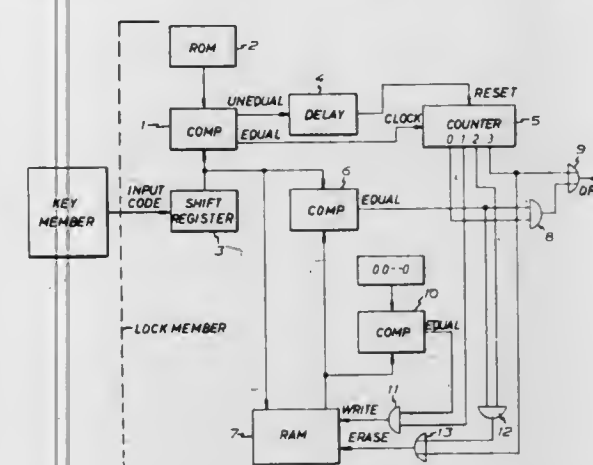 ROM
2
4
UNEQUAL
DELAY
RESET
1
COMP
EQUAL
CLOCK
COUNTER
5
0 1 2 3
9
6
KEY
MEMBER
INPUT
CODE
SHIFT
REGISTER
3
COMP
EQUAL
8
00--0
10
LOCK MEMBER
COMP
EQUAL
11
WRITE
12
7
RAM
13
ERASE